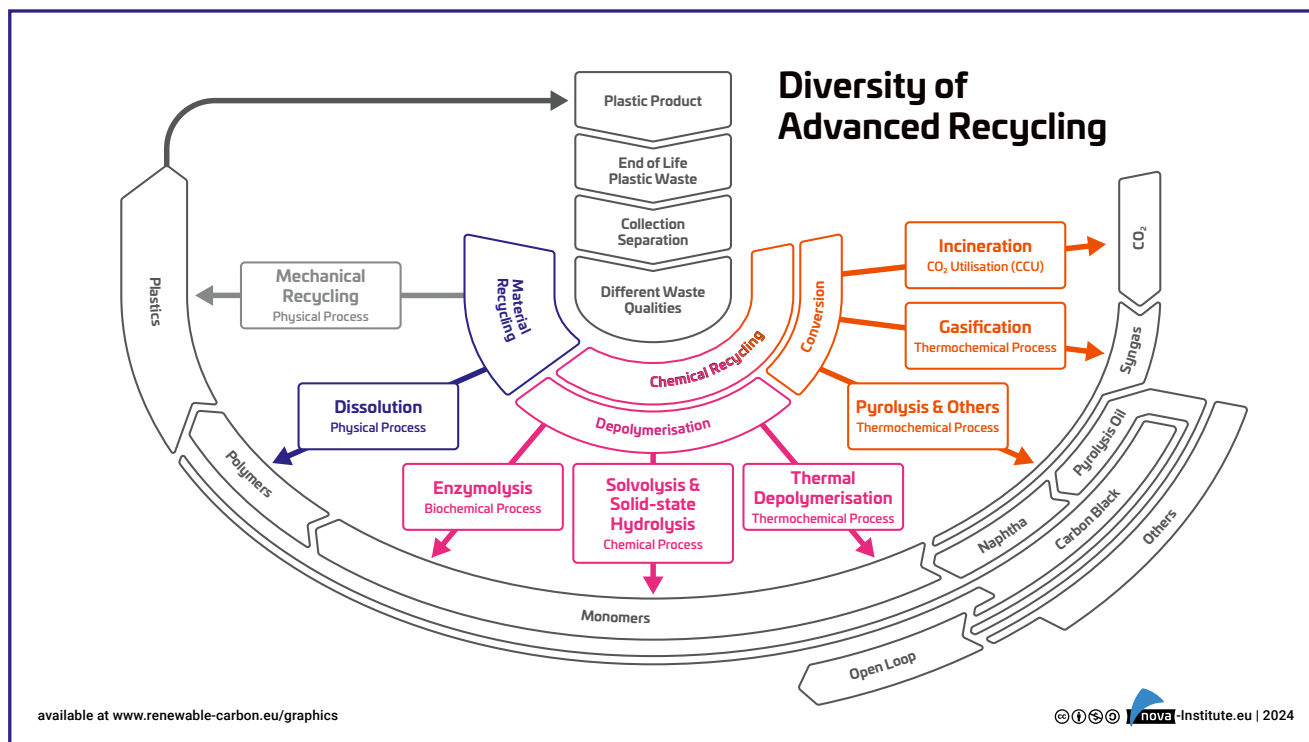 Diversity of
Advanced Recycling
Plastic Product
End of Life
Plastic Waste
Collection
Separation
Different Waste
Qualities
Material
Recycling
Chemical Recycling
Conversion
Depolymerisation
Mechanical
Recycling
Physical Process
Dissolution
Physical Process
Enzymolysis
Biochemical Process
Solvolysis &
Solid-state
Hydrolysis
Chemical Process
Thermal
Depolymerisation
Thermochemical Process
Incineration
CO₂ Utilisation (CCU)
Gasification
Thermochemical Process
Pyrolysis & Others
Thermochemical Process
Plastics
Polymers
Monomers
Naphtha
Pyrolysis Oil
Carbon Black
Others
Open Loop
Syngas
CO₂
available at www.renewable-carbon.eu/graphics
nova-Institute.eu | 2024